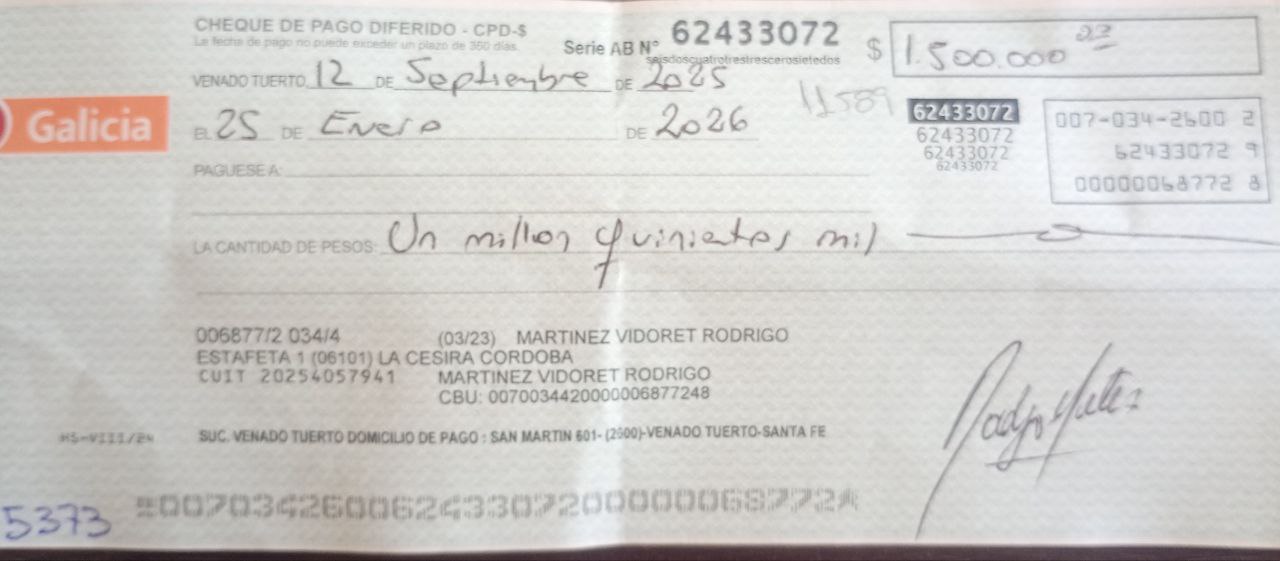 CHEQUE DE PAGO DIFERIDO - CPD-$
La fecha de pago no puede exceder un plazo de 360 días.
Serie AB N° 62433072
seisdoscuatrotrestrescerosietedos
$ 1.500.000
VENADO TUERTO, 12 DE Septiembre DE 2025
11589
Galicia
EL 25 DE Enero DE 2026
62433072
62433072
62433072
62433072
007-034-2600 2
62433072 9
00000068772 8
PAGUESE A:
LA CANTIDAD DE PESOS: Un millon quinientos mil
006877/2 034/4 (03/23) MARTINEZ VIDORET RODRIGO
ESTAFETA 1 (06101) LA CESIRA CORDOBA
CUIT 20254057941 MARTINEZ VIDORET RODRIGO
CBU: 0070034420000006877248
HS-VIII/24
SUC. VENADO TUERTO DOMICILIO DE PAGO : SAN MARTIN 601- (2600)-VENADO TUERTO-SANTA FE
00703426006243307200000068772
5373